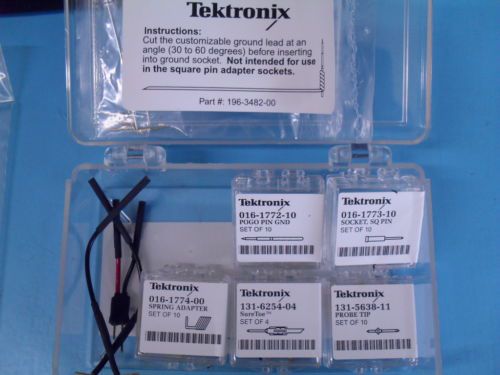 Tektronix
Instructions:
Cut the customizable ground lead at an
angle (30 to 60 degrees) before inserting
into ground socket. Not intended for use
in the square pin adapter sockets.
Part #: 196-3482-00
Tektronix
016-1772-10
POGO PIN GND
SET OF 10
Tektronix
016-1773-10
SOCKET, SQ PIN
SET OF 10
Tektronix
016-1774-00
SPRING ADAPTER
SET OF 10
Tektronix
131-6254-04
SureToe™
SET OF 4
Tektronix
131-5638-11
PROBE TIP
SET OF 10